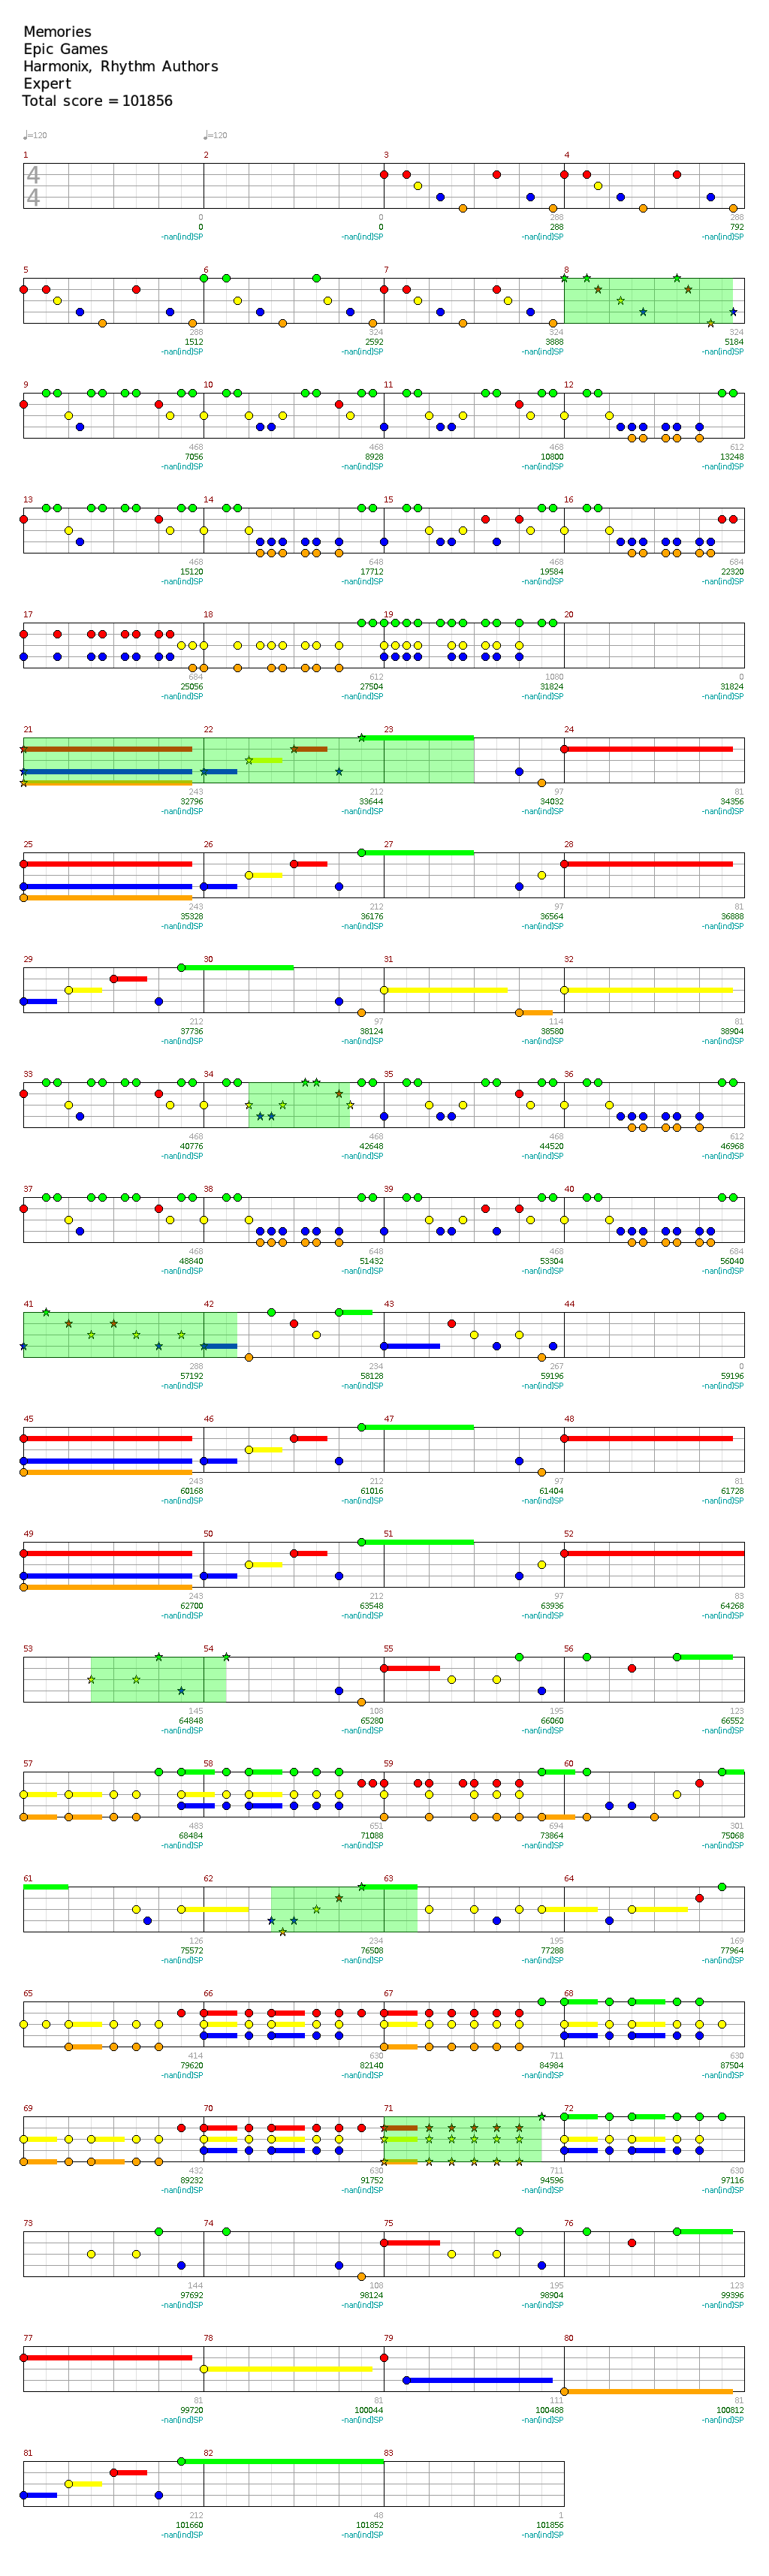 Memories
Epic Games
Harmonix, Rhythm Authors
Expert
Total score = 101856
♩=120 ♩=120
1 2 3 4
4
4
0 0 288 288
0 0 288 792
-nan(ind)SP -nan(ind)SP -nan(ind)SP -nan(ind)SP
5 6 7 8
288 324 324 324
1512 2592 3888 5184
-nan(ind)SP -nan(ind)SP -nan(ind)SP -nan(ind)SP
9 10 11 12
468 468 468 612
7056 8928 10800 13248
-nan(ind)SP -nan(ind)SP -nan(ind)SP -nan(ind)SP
13 14 15 16
468 648 468 684
15120 17712 19584 22320
-nan(ind)SP -nan(ind)SP -nan(ind)SP -nan(ind)SP
17 18 19 20
684 612 1080 0
25056 27504 31824 31824
-nan(ind)SP -nan(ind)SP -nan(ind)SP -nan(ind)SP
21 22 23 24
243 212 97 81
32796 33644 34032 34356
-nan(ind)SP -nan(ind)SP -nan(ind)SP -nan(ind)SP
25 26 27 28
243 212 97 81
35328 36176 36564 36888
-nan(ind)SP -nan(ind)SP -nan(ind)SP -nan(ind)SP
29 30 31 32
212 97 114 81
37736 38124 38580 38904
-nan(ind)SP -nan(ind)SP -nan(ind)SP -nan(ind)SP
33 34 35 36
468 468 468 612
40776 42648 44520 46968
-nan(ind)SP -nan(ind)SP -nan(ind)SP -nan(ind)SP
37 38 39 40
468 648 468 684
48840 51432 53304 56040
-nan(ind)SP -nan(ind)SP -nan(ind)SP -nan(ind)SP
41 42 43 44
288 234 267 0
57192 58128 59196 59196
-nan(ind)SP -nan(ind)SP -nan(ind)SP -nan(ind)SP
45 46 47 48
243 212 97 81
60168 61016 61404 61728
-nan(ind)SP -nan(ind)SP -nan(ind)SP -nan(ind)SP
49 50 51 52
243 212 97 83
62700 63548 63936 64268
-nan(ind)SP -nan(ind)SP -nan(ind)SP -nan(ind)SP
53 54 55 56
145 108 195 123
64848 65280 66060 66552
-nan(ind)SP -nan(ind)SP -nan(ind)SP -nan(ind)SP
57 58 59 60
483 651 694 301
68484 71088 73864 75068
-nan(ind)SP -nan(ind)SP -nan(ind)SP -nan(ind)SP
61 62 63 64
126 234 195 169
75572 76508 77288 77964
-nan(ind)SP -nan(ind)SP -nan(ind)SP -nan(ind)SP
65 66 67 68
414 630 711 630
79620 82140 84984 87504
-nan(ind)SP -nan(ind)SP -nan(ind)SP -nan(ind)SP
69 70 71 72
432 630 711 630
89232 91752 94596 97116
-nan(ind)SP -nan(ind)SP -nan(ind)SP -nan(ind)SP
73 74 75 76
144 108 195 123
97692 98124 98904 99396
-nan(ind)SP -nan(ind)SP -nan(ind)SP -nan(ind)SP
77 78 79 80
81 81 111 81
99720 100044 100488 100812
-nan(ind)SP -nan(ind)SP -nan(ind)SP -nan(ind)SP
81 82 83
212 48 1
101660 101852 101856
-nan(ind)SP -nan(ind)SP -nan(ind)SP